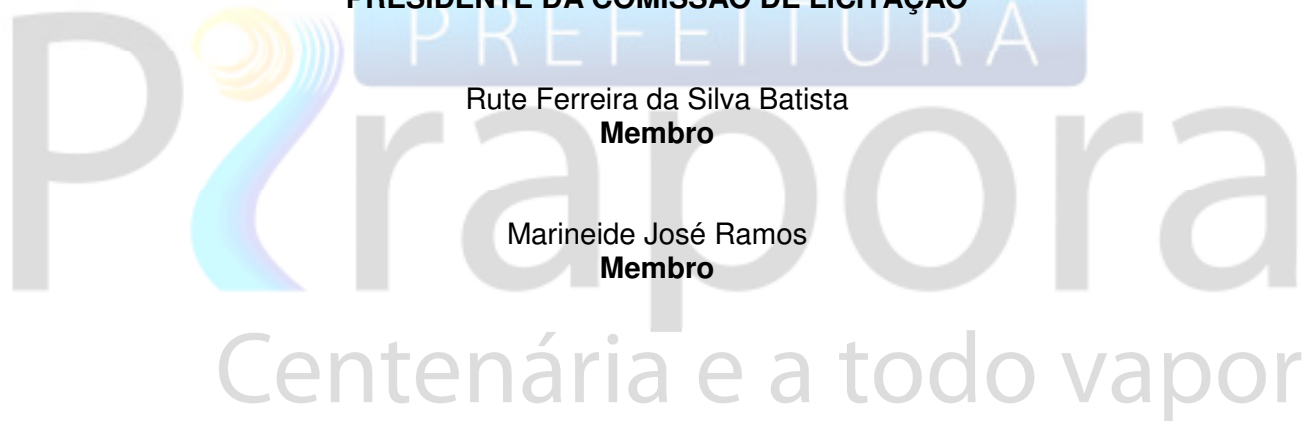 PRESIDENTE DA COMISSÃO DE LICITAÇÃO
PREFEITURA
Pirapora
Rute Ferreira da Silva Batista
Membro
Marineide José Ramos
Membro
Centenária e a todo vapor